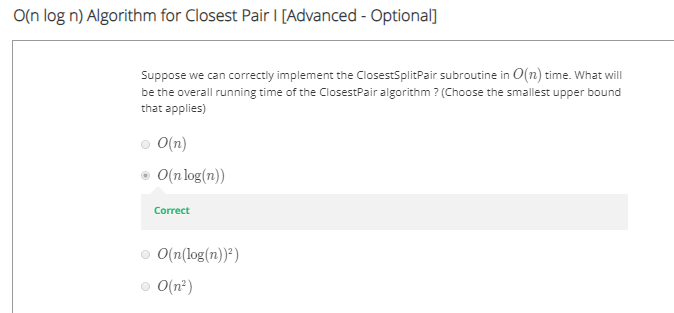 O(n log n) Algorithm for Closest Pair I [Advanced - Optional]
Suppose we can correctly implement the ClosestSplitPair subroutine in O(n) time. What will
be the overall running time of the ClosestPair algorithm ? (Choose the smallest upper bound
that applies)
O(n)
O(n log(n))
Correct
O(n(log(n))²)
O(n²)